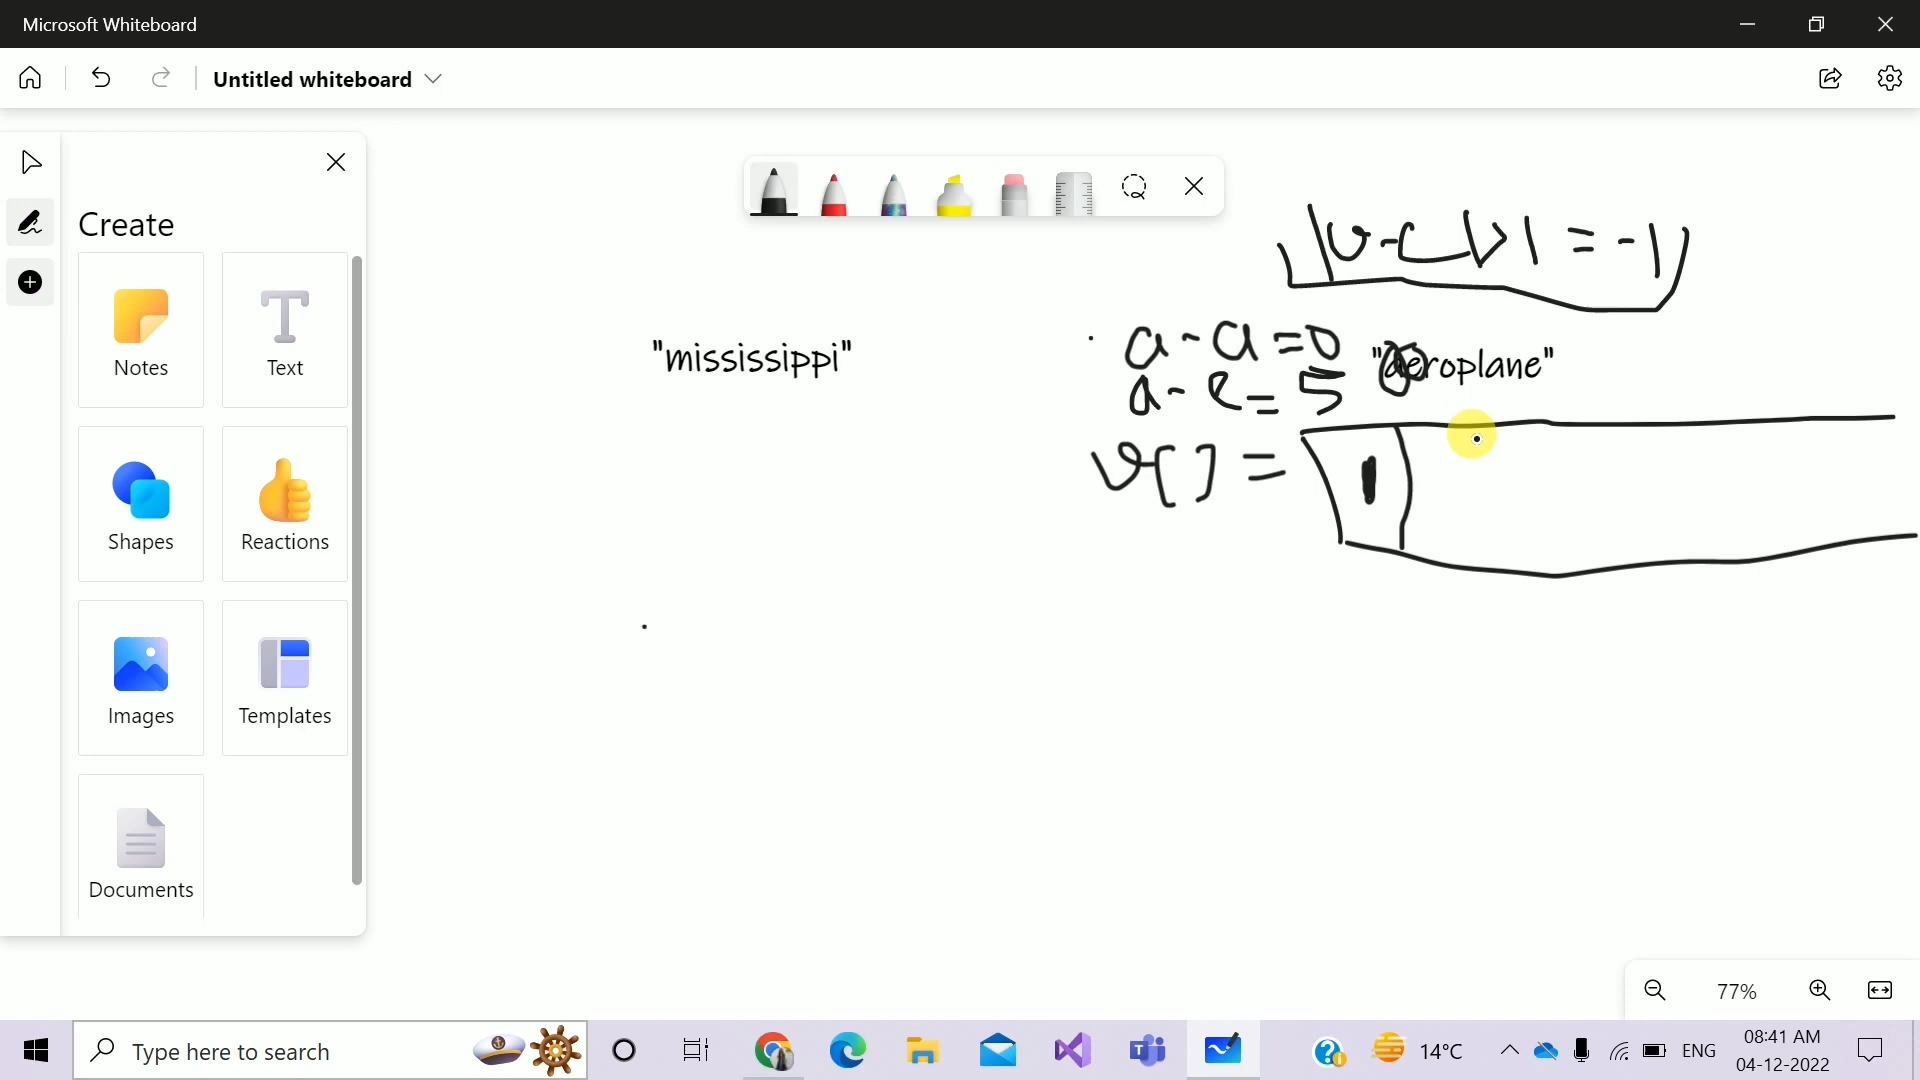 Microsoft Whiteboard
Untitled whiteboard
Create
Notes
Text
Shapes
Reactions
Images
Templates
Documents
"mississippi"
a - a = 0
"aeroplane"
a - e = 5
v[] =
1
77%
Type here to search
14°C
ENG
08:41 AM
04-12-2022